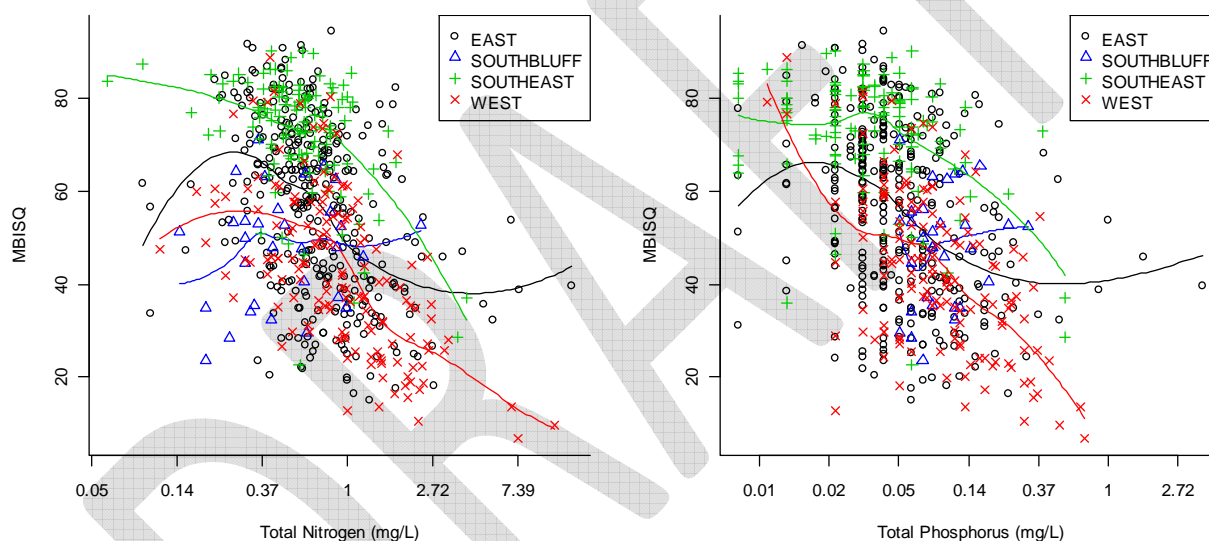 EAST
SOUTHBLUFF
SOUTHEAST
WEST
MBISQ
80
60
40
20
0.05 0.14 0.37 1 2.72 7.39
Total Nitrogen (mg/L)
EAST
SOUTHBLUFF
SOUTHEAST
WEST
MBISQ
80
60
40
20
0.01 0.02 0.05 0.14 0.37 1 2.72
Total Phosphorus (mg/L)
DRAFT